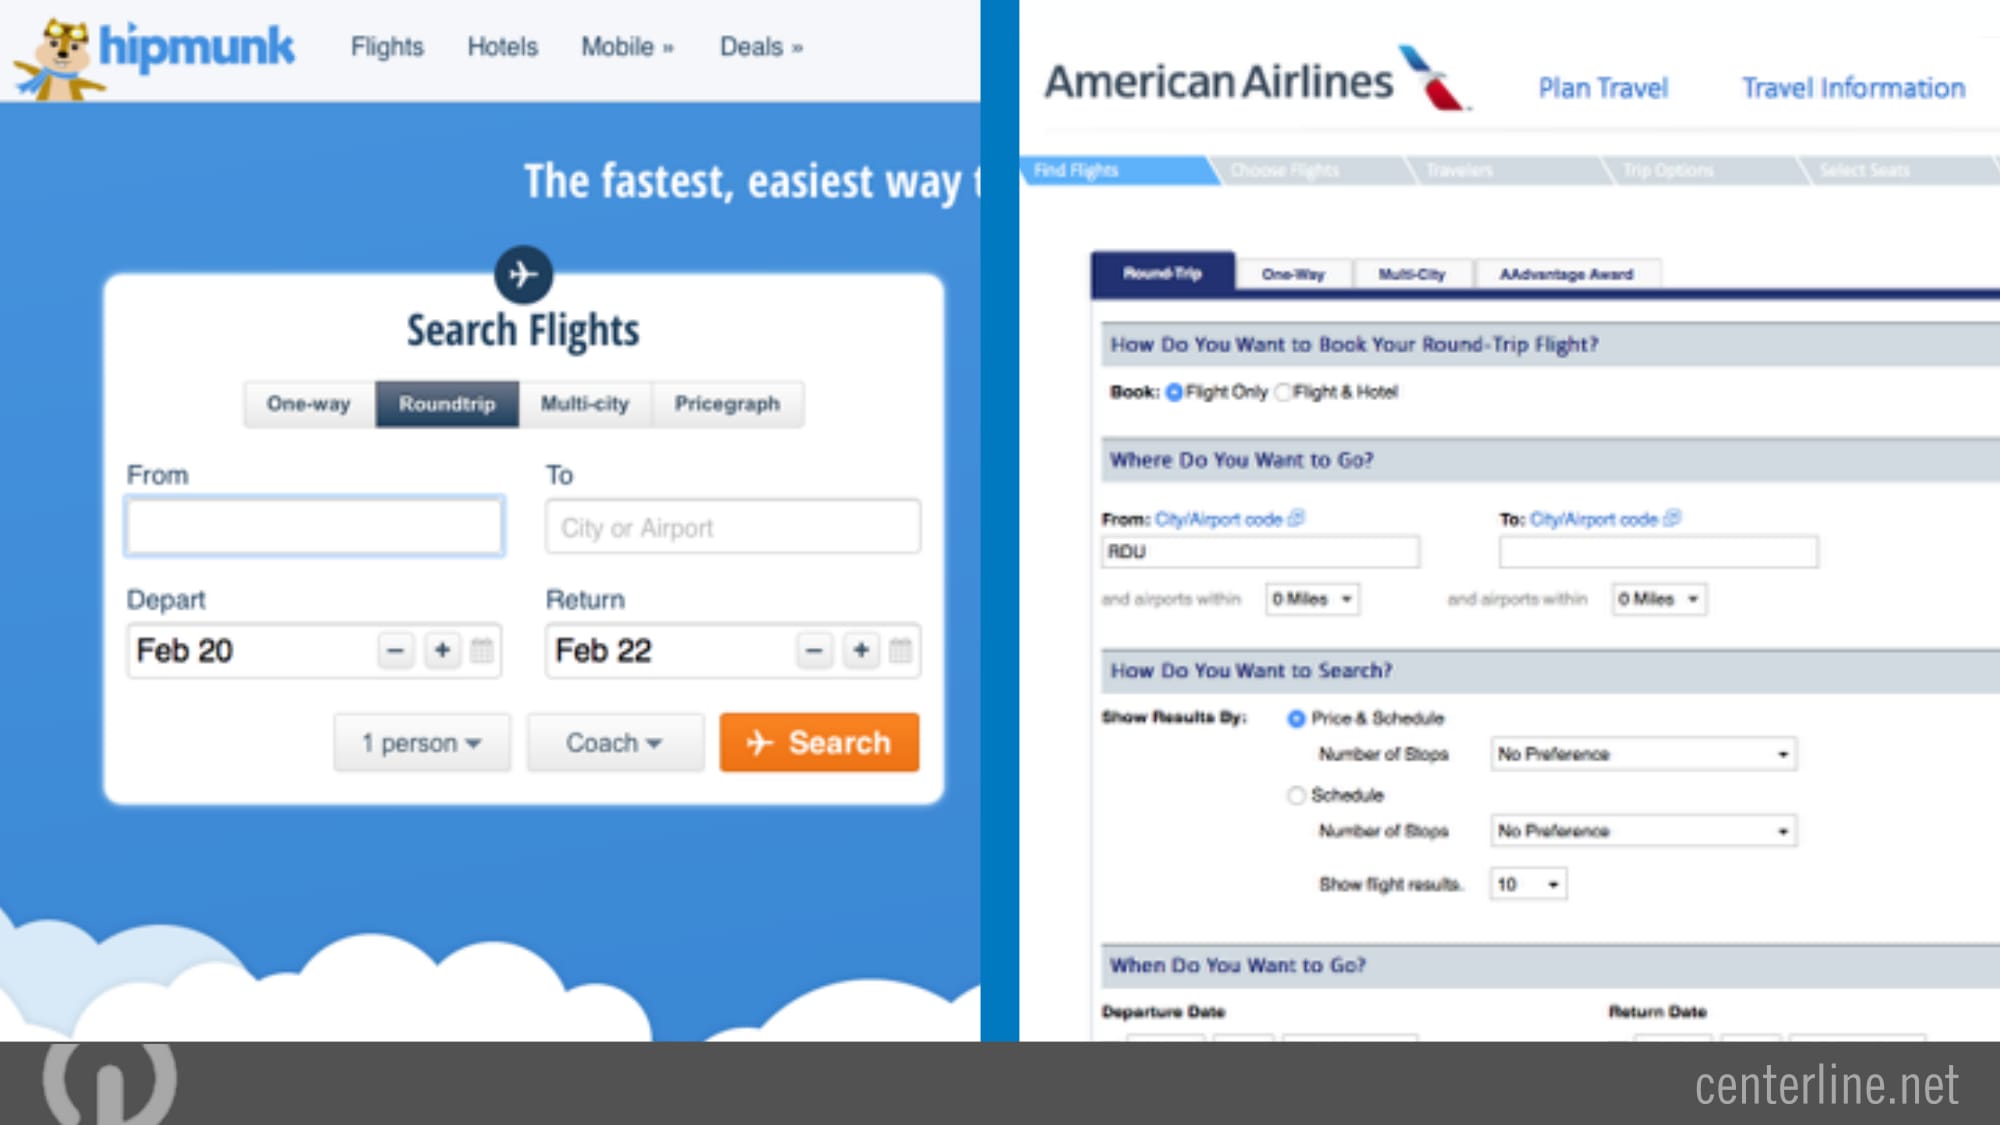 hipmunk
Flights Hotels Mobile » Deals »
The fastest, easiest way
Search Flights
One-way Roundtrip Multi-city Pricegraph
From To
City or Airport
Depart Return
Feb 20 - + Feb 22 - +
1 person Coach Search
American Airlines
Plan Travel Travel Information
Find Flights Choose Flights Travelers Trip Options Select Seats
Round-Trip One-Way Multi-City AAdvantage Award
How Do You Want to Book Your Round-Trip Flight?
Book: Flight Only Flight & Hotel
Where Do You Want to Go?
From: City/Airport code To: City/Airport code
RDU
and airports within 0 Miles and airports within 0 Miles
How Do You Want to Search?
Show Results By: Price & Schedule
Number of Stops No Preference
Schedule
Number of Stops No Preference
Show flight results. 10
When Do You Want to Go?
Departure Date Return Date
centerline.net